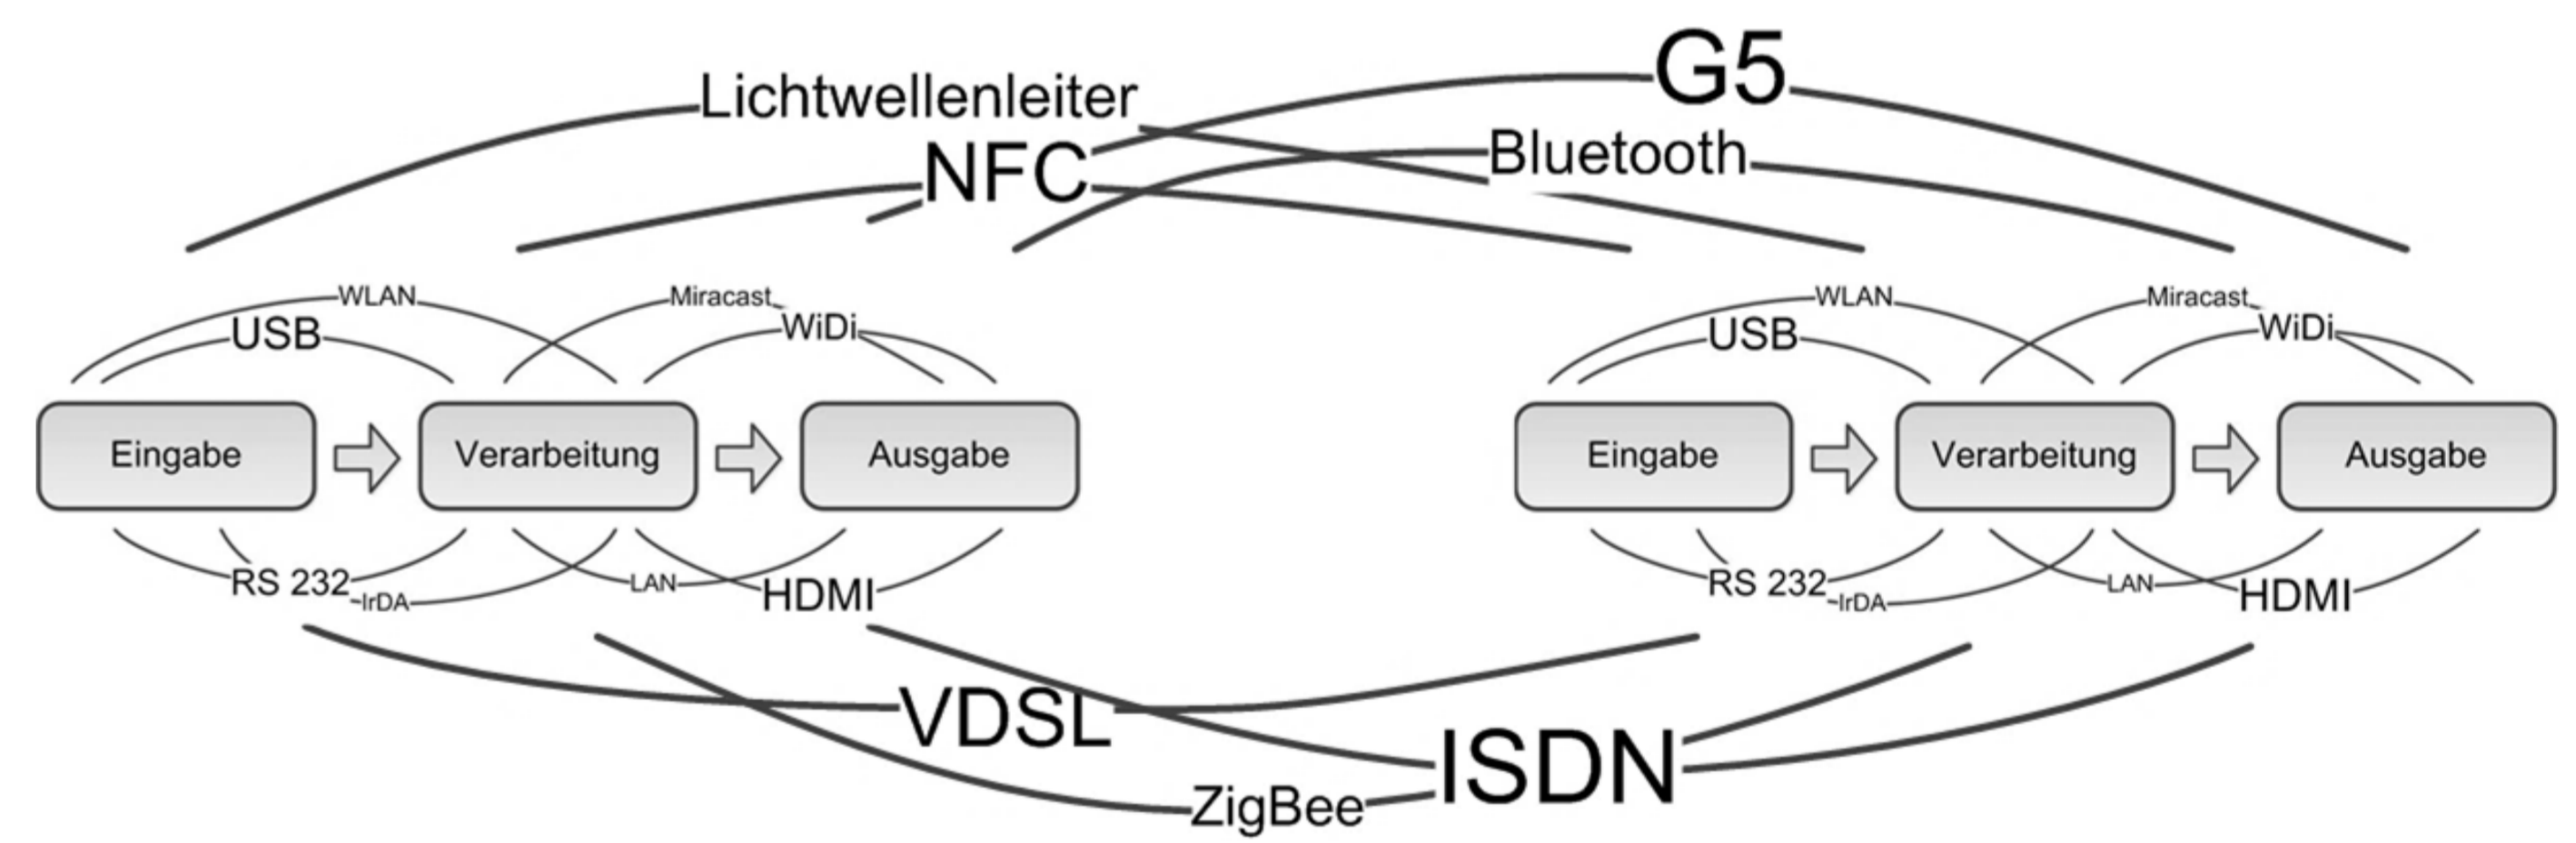 G5
Lichtwellenleiter
Bluetooth
NFC
WLAN
Miracast
WLAN
Miracast
USB
WiDi
USB
WiDi
Eingabe
Verarbeitung
Ausgabe
Eingabe
Verarbeitung
Ausgabe
RS 232
IrDA
LAN
HDMI
RS 232
IrDA
LAN
HDMI
VDSL
ISDN
ZigBee